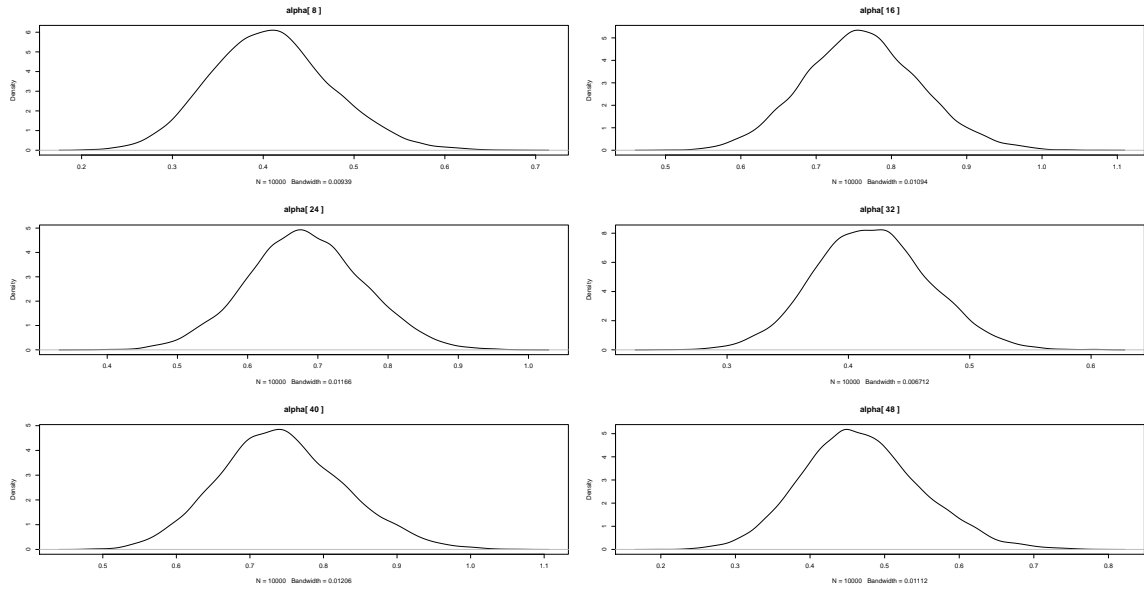 alpha[ 8 ]
Density
0 1 2 3 4 5 6
0.2 0.3 0.4 0.5 0.6 0.7
N = 10000 Bandwidth = 0.00939
alpha[ 16 ]
Density
0 1 2 3 4 5
0.5 0.6 0.7 0.8 0.9 1.0 1.1
N = 10000 Bandwidth = 0.01094
alpha[ 24 ]
Density
0 1 2 3 4 5
0.4 0.5 0.6 0.7 0.8 0.9 1.0
N = 10000 Bandwidth = 0.01166
alpha[ 32 ]
Density
0 2 4 6 8
0.3 0.4 0.5 0.6
N = 10000 Bandwidth = 0.006712
alpha[ 40 ]
Density
0 1 2 3 4 5
0.5 0.6 0.7 0.8 0.9 1.0 1.1
N = 10000 Bandwidth = 0.01206
alpha[ 48 ]
Density
0 1 2 3 4 5
0.2 0.3 0.4 0.5 0.6 0.7 0.8
N = 10000 Bandwidth = 0.01112